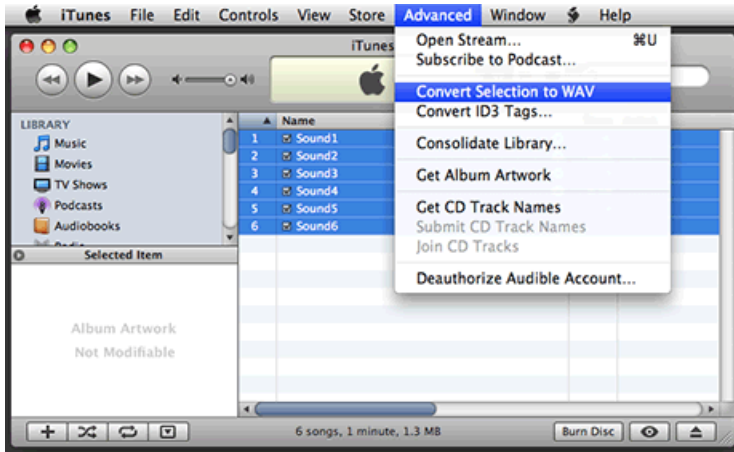 iTunes File Edit Controls View Store Advanced Window Help
iTunes
Open Stream... ⌘U
Subscribe to Podcast...
Convert Selection to WAV
Convert ID3 Tags...
Consolidate Library...
Get Album Artwork
Get CD Track Names
Submit CD Track Names
Join CD Tracks
Deauthorize Audible Account...
LIBRARY
Music
Movies
TV Shows
Podcasts
Audiobooks
Name
1 Sound1
2 Sound2
3 Sound3
4 Sound4
5 Sound5
6 Sound6
Selected Item
Album Artwork
Not Modifiable
6 songs, 1 minute, 1.3 MB
Burn Disc